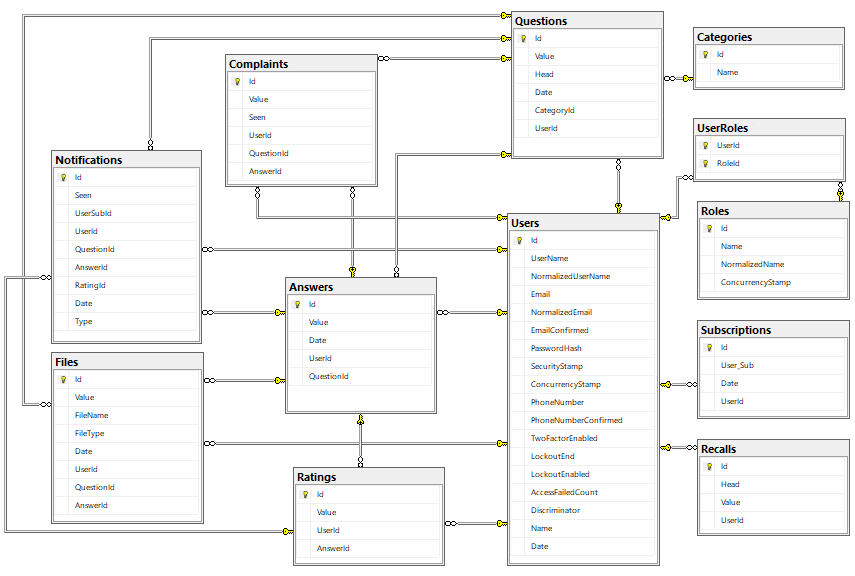 Questions
Id
Value
Head
Date
CategoryId
UserId
Categories
Id
Name
Complaints
Id
Value
Seen
UserId
QuestionId
AnswerId
UserRoles
UserId
RoleId
Notifications
Id
Seen
UserSubId
UserId
QuestionId
AnswerId
RatingId
Date
Type
Roles
Id
Name
NormalizedName
ConcurrencyStamp
Users
Id
UserName
NormalizedUserName
Email
NormalizedEmail
EmailConfirmed
PasswordHash
SecurityStamp
ConcurrencyStamp
PhoneNumber
PhoneNumberConfirmed
TwoFactorEnabled
LockoutEnd
LockoutEnabled
AccessFailedCount
Discriminator
Name
Date
Answers
Id
Value
Date
UserId
QuestionId
Subscriptions
Id
User_Sub
Date
UserId
Files
Id
Value
FileName
FileType
Date
UserId
QuestionId
AnswerId
Recalls
Id
Head
Value
UserId
Ratings
Id
Value
UserId
AnswerId